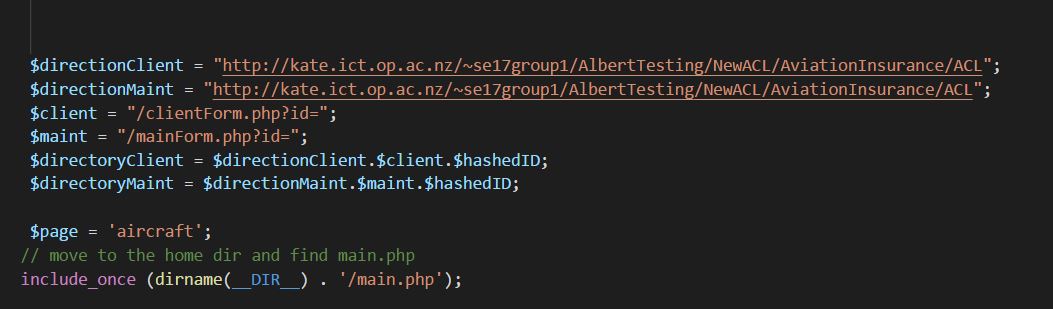 $directionClient = "http://kate.ict.op.ac.nz/~se17group1/AlbertTesting/NewACL/AviationInsurance/ACL";
$directionMaint = "http://kate.ict.op.ac.nz/~se17group1/AlbertTesting/NewACL/AviationInsurance/ACL";
$client = "/clientForm.php?id=";
$maint = "/mainForm.php?id=";
$directoryClient = $directionClient.$client.$hashedID;
$directoryMaint = $directionMaint.$maint.$hashedID;
$page = 'aircraft';
// move to the home dir and find main.php
include_once (dirname(__DIR__) . '/main.php');